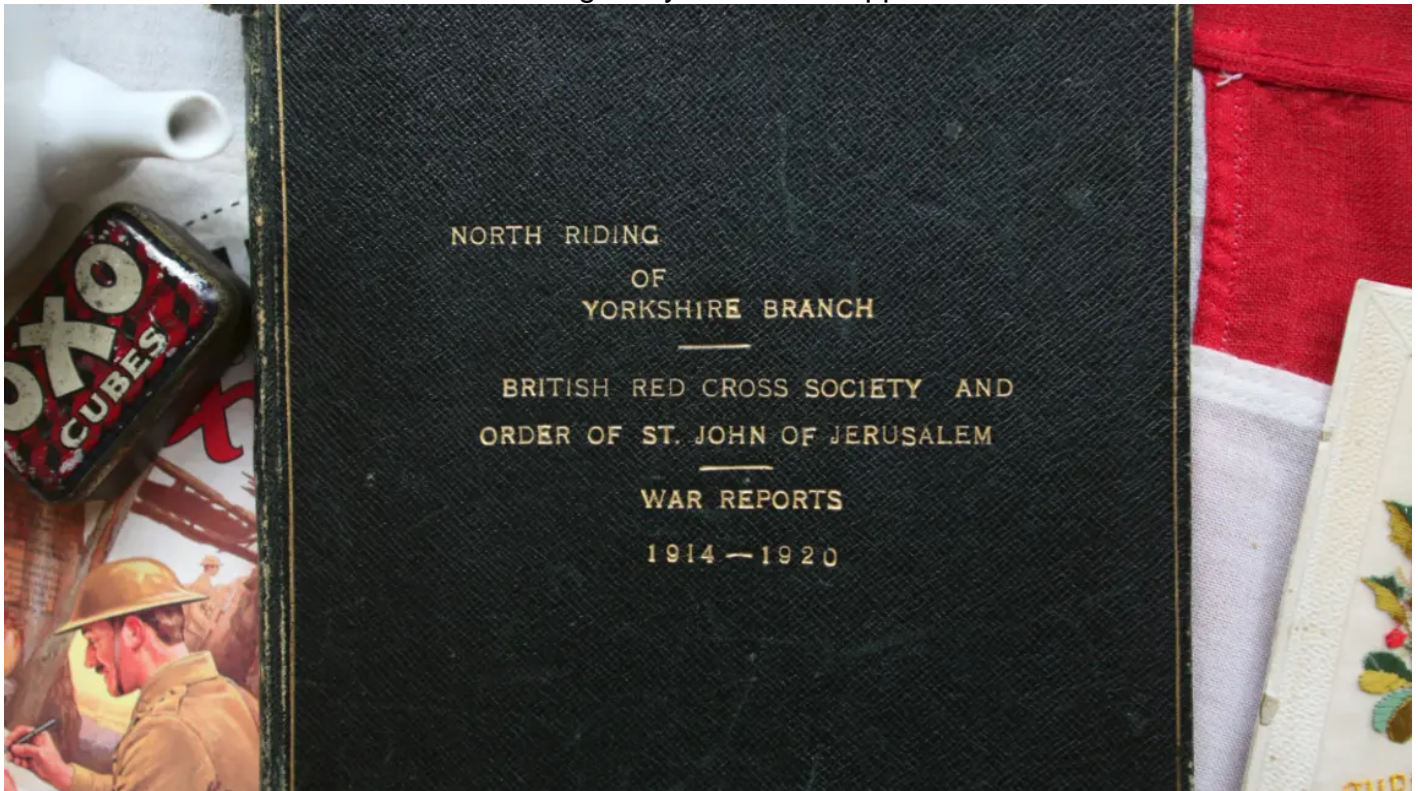 NORTH RIDING
OF
YORKSHIRE BRANCH
BRITISH RED CROSS SOCIETY AND
ORDER OF ST. JOHN OF JERUSALEM
WAR REPORTS
1914—1920
OXO
OXO
CUBES